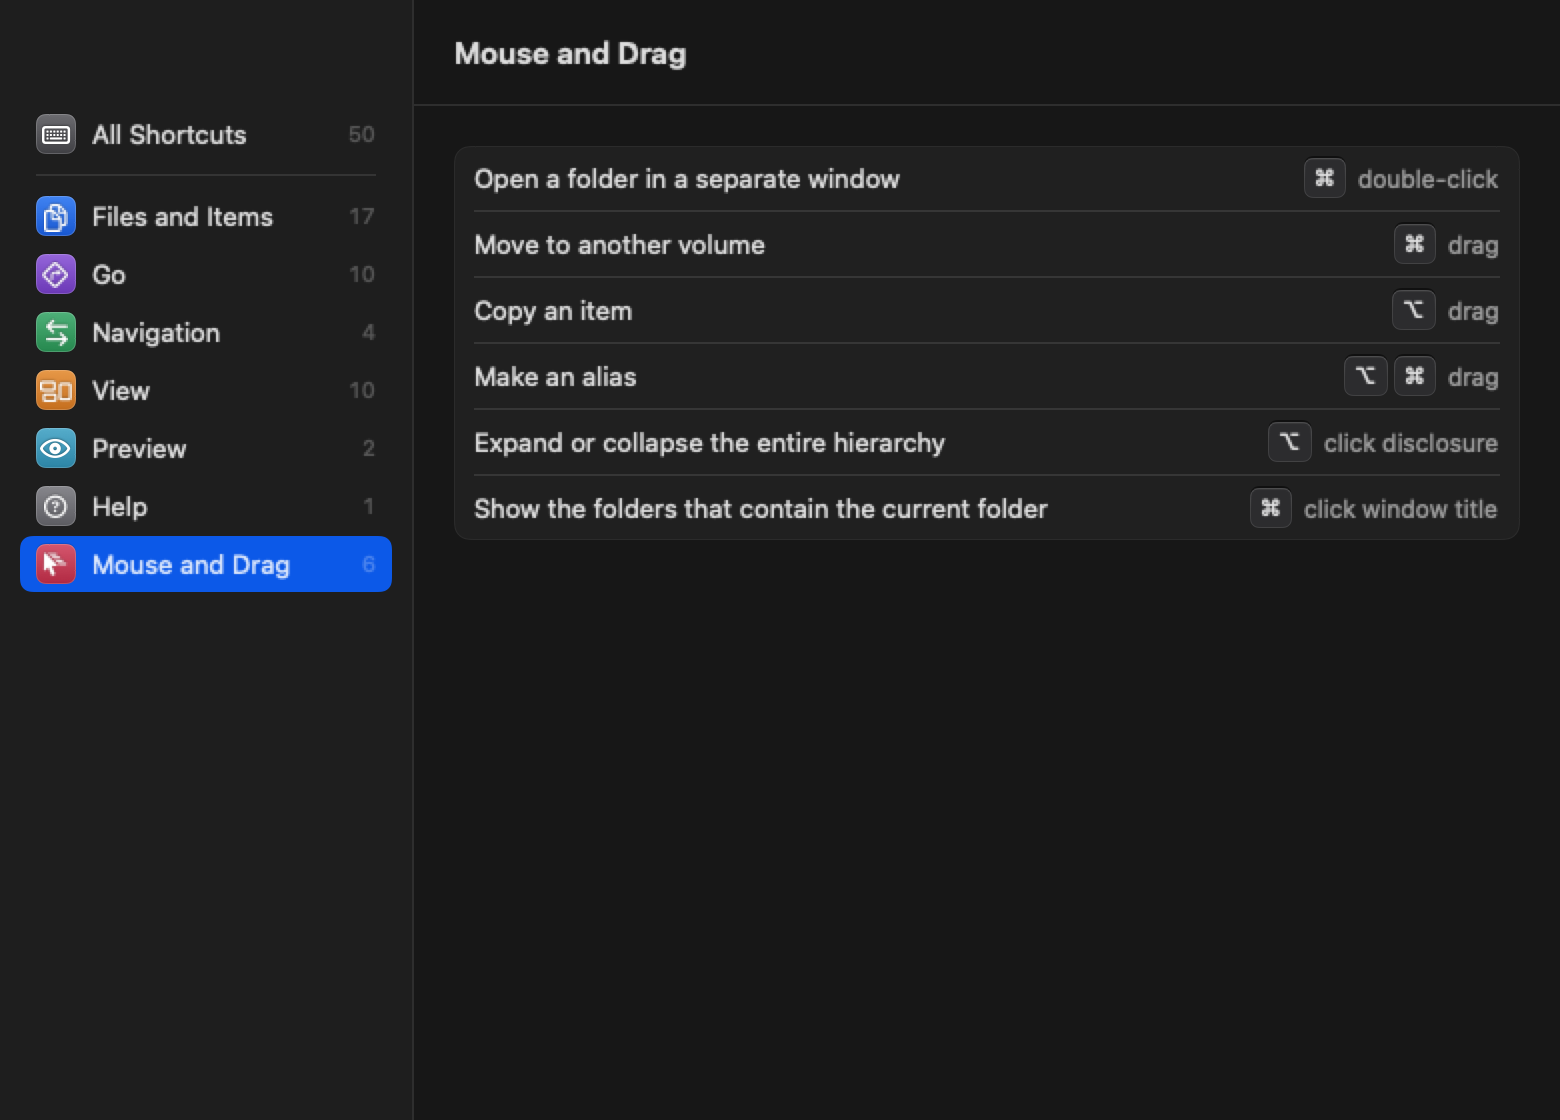 Mouse and Drag
All Shortcuts 50
Files and Items 17
Go 10
Navigation 4
View 10
Preview 2
Help 1
Mouse and Drag 6
Open a folder in a separate window ⌘ double-click
Move to another volume ⌘ drag
Copy an item ⌥ drag
Make an alias ⌥ ⌘ drag
Expand or collapse the entire hierarchy ⌥ click disclosure
Show the folders that contain the current folder ⌘ click window title